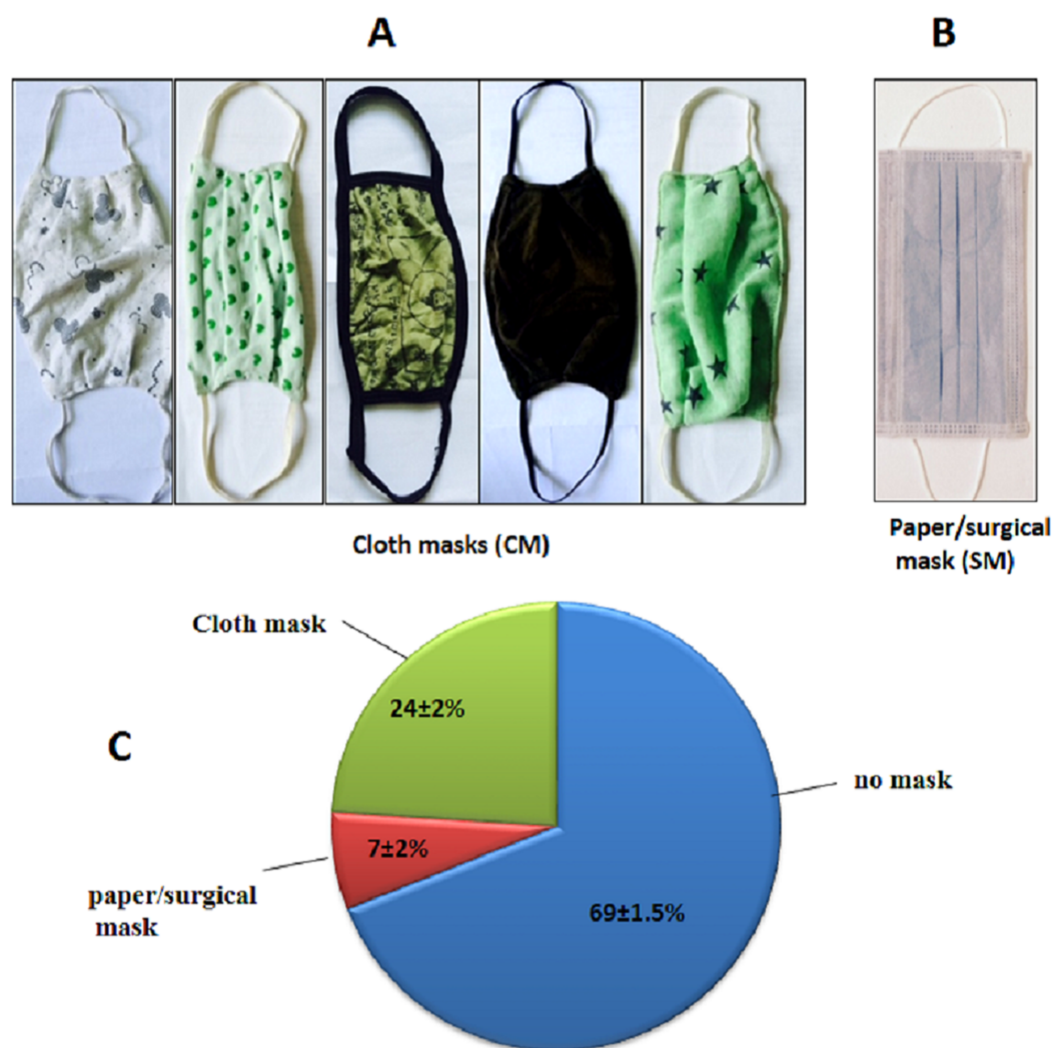 A
B
Cloth masks (CM)
Paper/surgical
mask (SM)
Cloth mask
24±2%
C
no mask
7±2%
paper/surgical
mask
69±1.5%